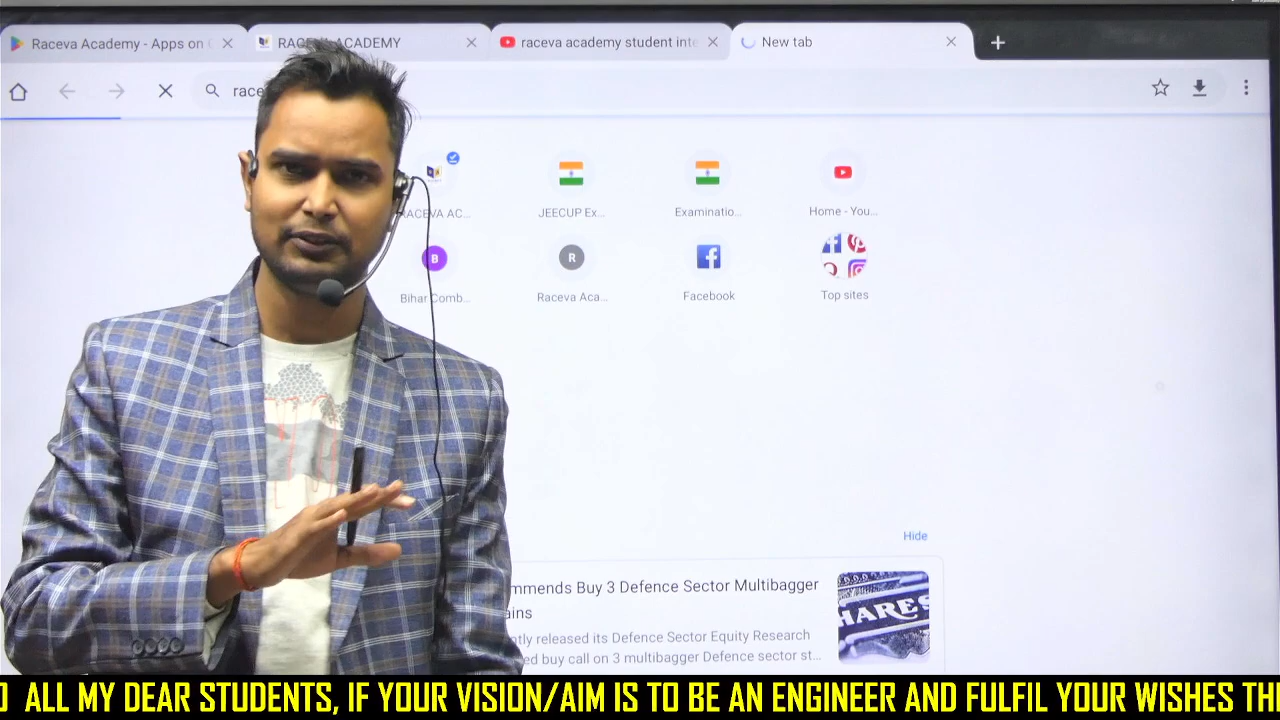 Raceva Academy - Apps on
RACEVA ACADEMY
raceva academy student inte
New tab
race
RACEVA AC...
JEECUP Ex...
Examinatio...
Home - You...
B
R
Bihar Comb...
Raceva Aca...
Facebook
Top sites
Hide
mmends Buy 3 Defence Sector Multibagger
ains
ntly released its Defence Sector Equity Research
ed buy call on 3 multibagger Defence sector st...
HARES
O ALL MY DEAR STUDENTS, IF YOUR VISION/AIM IS TO BE AN ENGINEER AND FULFIL YOUR WISHES TH